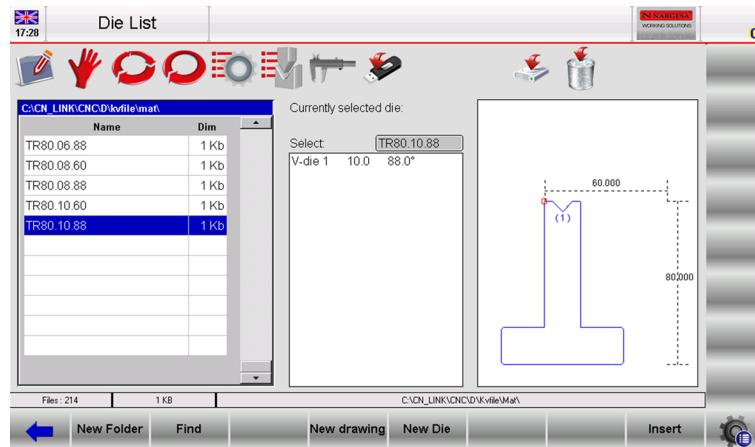 17:28
Die List
N NARGESA
WORKING SOLUTIONS
C:\CN_LINK\CNC\D\kvfile\mat\
Name Dim
TR80.06.88 1 Kb
TR80.08.60 1 Kb
TR80.08.88 1 Kb
TR80.10.60 1 Kb
TR80.10.88 1 Kb
Currently selected die:
Select: TR80.10.88
V-die 1 10.0 88.0°
60.000
(1)
80.000
Files : 214 1 KB C:\CN_LINK\CNC\D\Kvfile\Mat\
New Folder Find New drawing New Die Insert